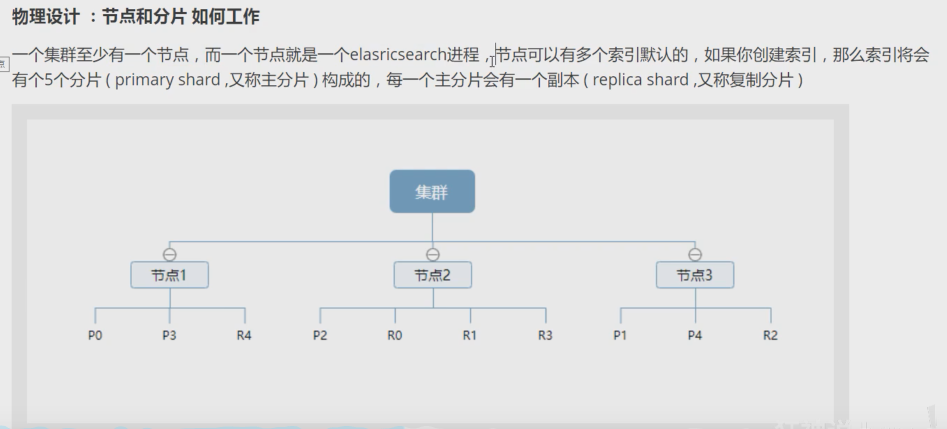 物理设计 ：节点和分片 如何工作
一个集群至少有一个节点，而一个节点就是一个elasricsearch进程，节点可以有多个索引默认的，如果你创建索引，那么索引将会
有个5个分片 ( primary shard ,又称主分片 ) 构成的，每一个主分片会有一个副本 ( replica shard ,又称复制分片 )
集群
节点1 节点2 节点3
P0 P3 R4 P2 R0 R1 R3 P1 P4 R2